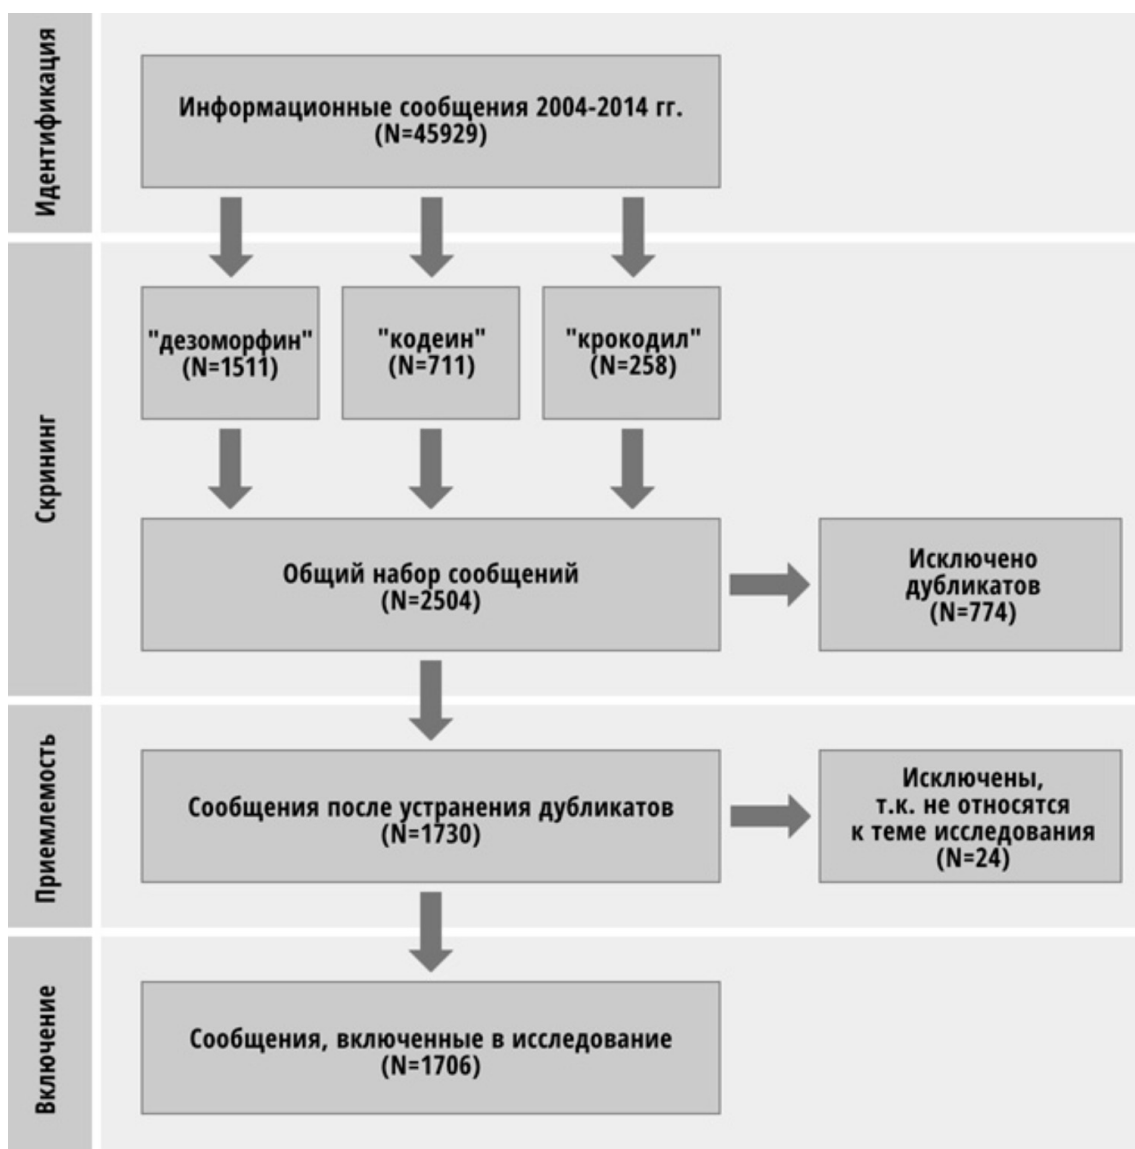 Идентификация
Информационные сообщения 2004-2014 гг.
(N=45929)
Скрининг
"дезоморфин"
(N=1511)
"кодеин"
(N=711)
"крокодил"
(N=258)
Общий набор сообщений
(N=2504)
Исключено
дубликатов
(N=774)
Приемлемость
Сообщения после устранения дубликатов
(N=1730)
Исключены,
т.к. не относятся
к теме исследования
(N=24)
Включение
Сообщения, включенные в исследование
(N=1706)